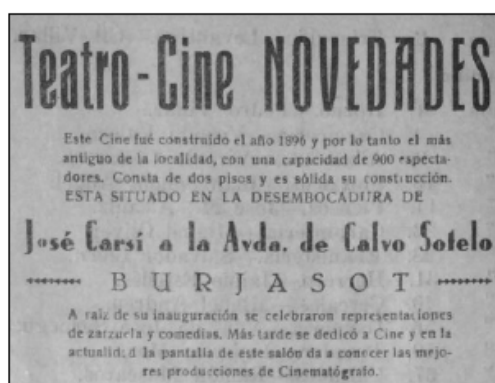 Teatro-Cine NOVEDADES
Este Cine fué construido el año 1896 y por lo tanto el más
antiguo de la localidad, con una capacidad de 900 especta-
dores. Consta de dos pisos y es sólida su construcción.
ESTA SITUADO EN LA DESEMBOCADURA DE
José Carsí a la Avda. de Calvo Sotelo
BURJASOT
A raiz de su inauguración se celebraron representaciones
de zarzuela y comedias. Más tarde se dedicó a Cine y en la
actualidad la pantalla de este salón da a conecer las mejo-
res producciones de Cinematógrafo.